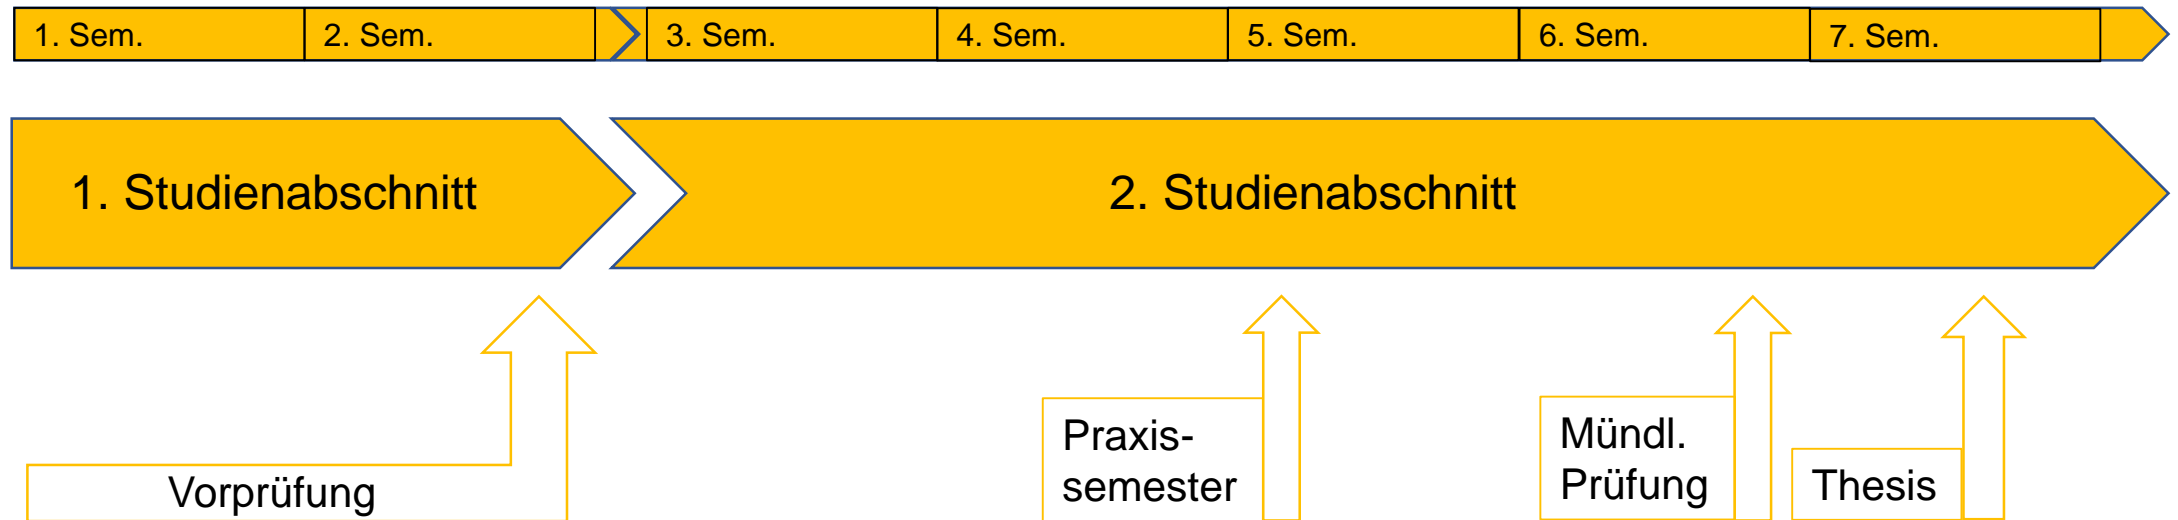 1. Sem.
2. Sem.
3. Sem.
4. Sem.
5. Sem.
6. Sem.
7. Sem.
1. Studienabschnitt
2. Studienabschnitt
Vorprüfung
Praxis-
semester
Mündl.
Prüfung
Thesis